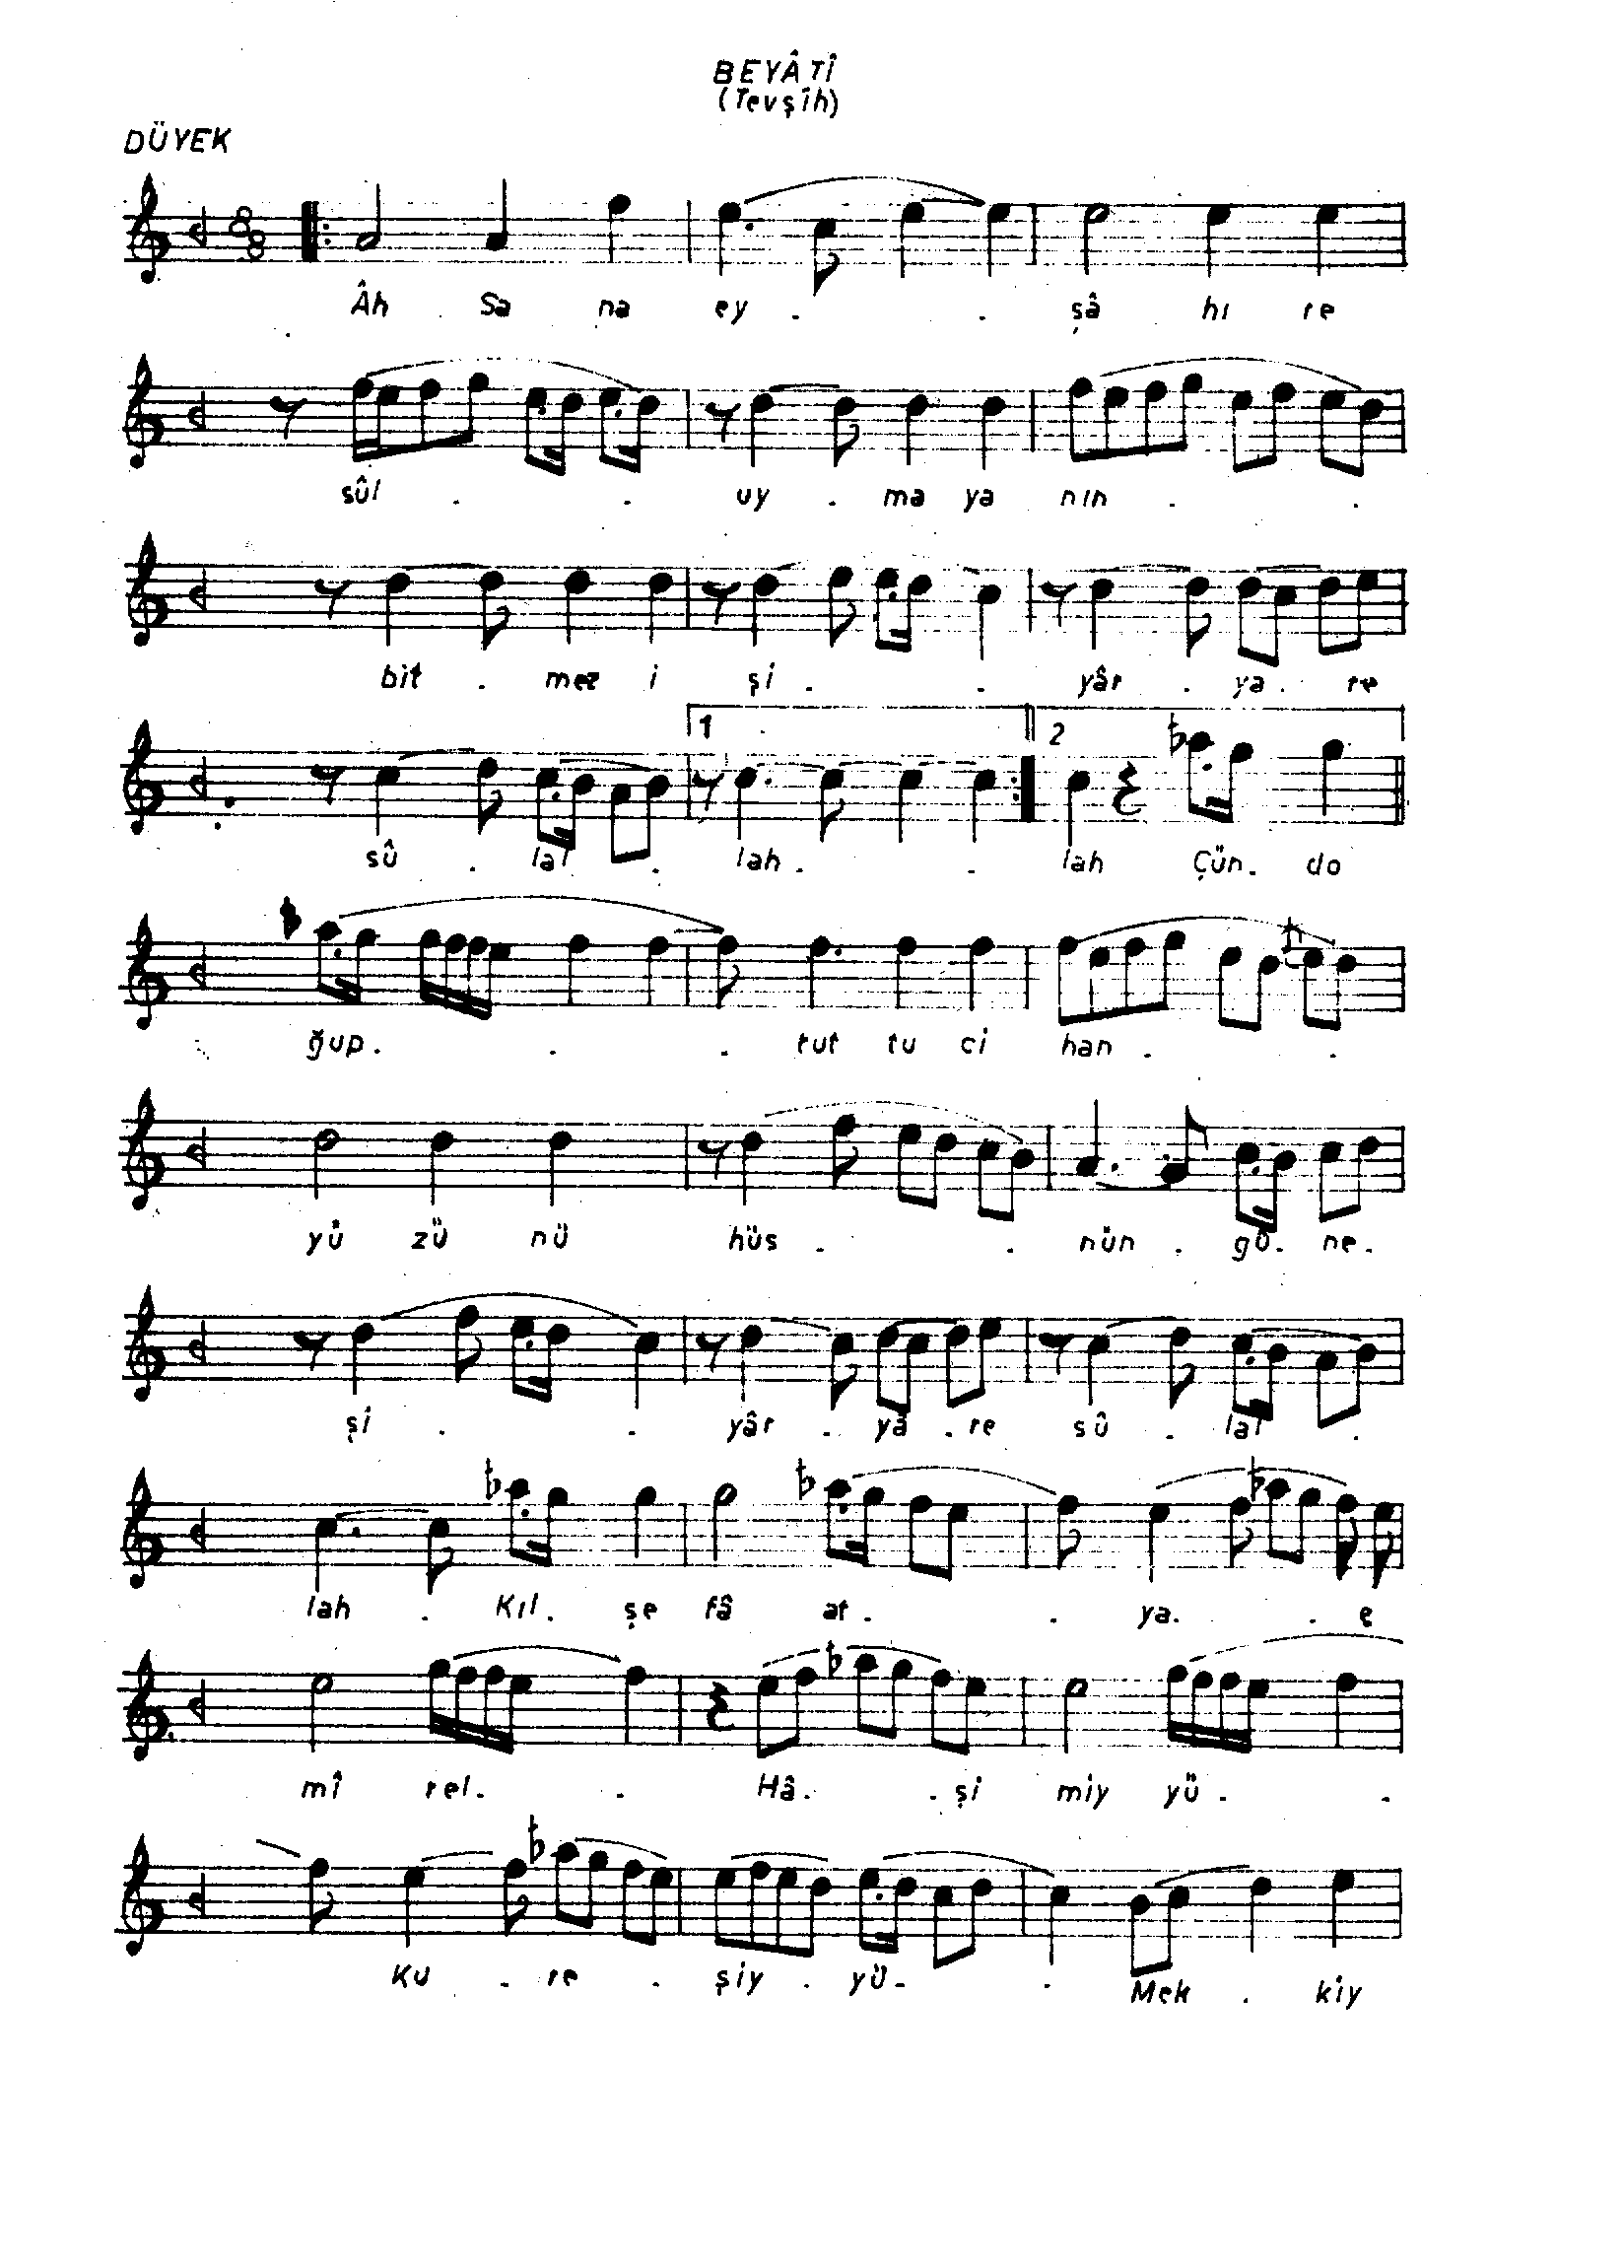 BEYÂTÎ
(Tevşîh)
DÜYEK
8 8
Âh . Sa na ey . . şâ hı re
sûl . . uy . ma ya nın . .
bit . mez i şi . . yâr . ya . re
1 2
sû . lal . lah . . lah Çün . do
ğup . . . tut tu ci han . .
yü zü nü hüs . . nün . gü . ne .
şi . . yâr . ya . re sû . lal .
lah . Kıl . şe fâ at . . ya . . e
mî rel . . Hâ . . şi miy yü . .
Ku . re . şiy . yü . . Mek . kiy